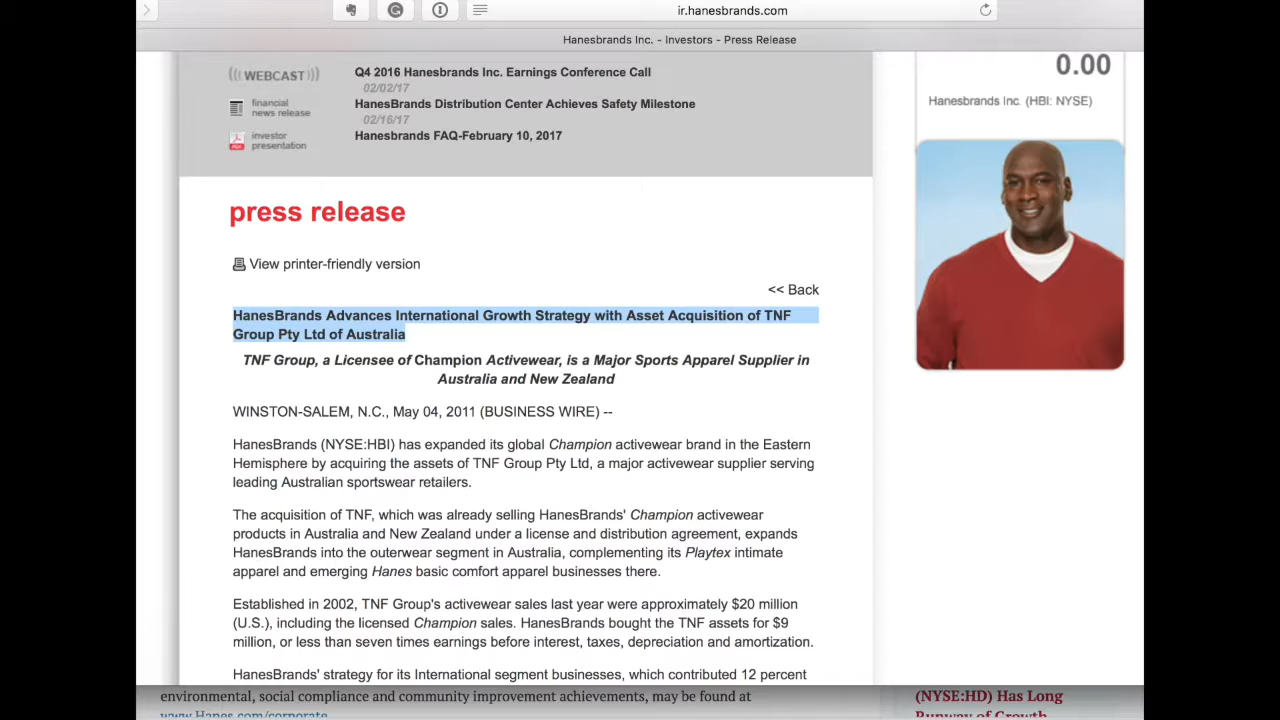 ir.hanesbrands.com
Hanesbrands Inc. - Investors - Press Release
WEBCAST
Q4 2016 Hanesbrands Inc. Earnings Conference Call
02/02/17
financial
news release
HanesBrands Distribution Center Achieves Safety Milestone
02/16/17
investor
presentation
Hanesbrands FAQ-February 10, 2017
0.00
Hanesbrands Inc. (HBI: NYSE)
press release
View printer-friendly version
<< Back
HanesBrands Advances International Growth Strategy with Asset Acquisition of TNF
Group Pty Ltd of Australia
TNF Group, a Licensee of Champion Activewear, is a Major Sports Apparel Supplier in
Australia and New Zealand
WINSTON-SALEM, N.C., May 04, 2011 (BUSINESS WIRE) --
HanesBrands (NYSE:HBI) has expanded its global Champion activewear brand in the Eastern
Hemisphere by acquiring the assets of TNF Group Pty Ltd, a major activewear supplier serving
leading Australian sportswear retailers.
The acquisition of TNF, which was already selling HanesBrands' Champion activewear
products in Australia and New Zealand under a license and distribution agreement, expands
HanesBrands into the outerwear segment in Australia, complementing its Playtex intimate
apparel and emerging Hanes basic comfort apparel businesses there.
Established in 2002, TNF Group's activewear sales last year were approximately $20 million
(U.S.), including the licensed Champion sales. HanesBrands bought the TNF assets for $9
million, or less than seven times earnings before interest, taxes, depreciation and amortization.
HanesBrands' strategy for its International segment businesses, which contributed 12 percent
environmental, social compliance and community improvement achievements, may be found at
www.Hanes.com/corporate
(NYSE:HD) Has Long
Runway of Growth